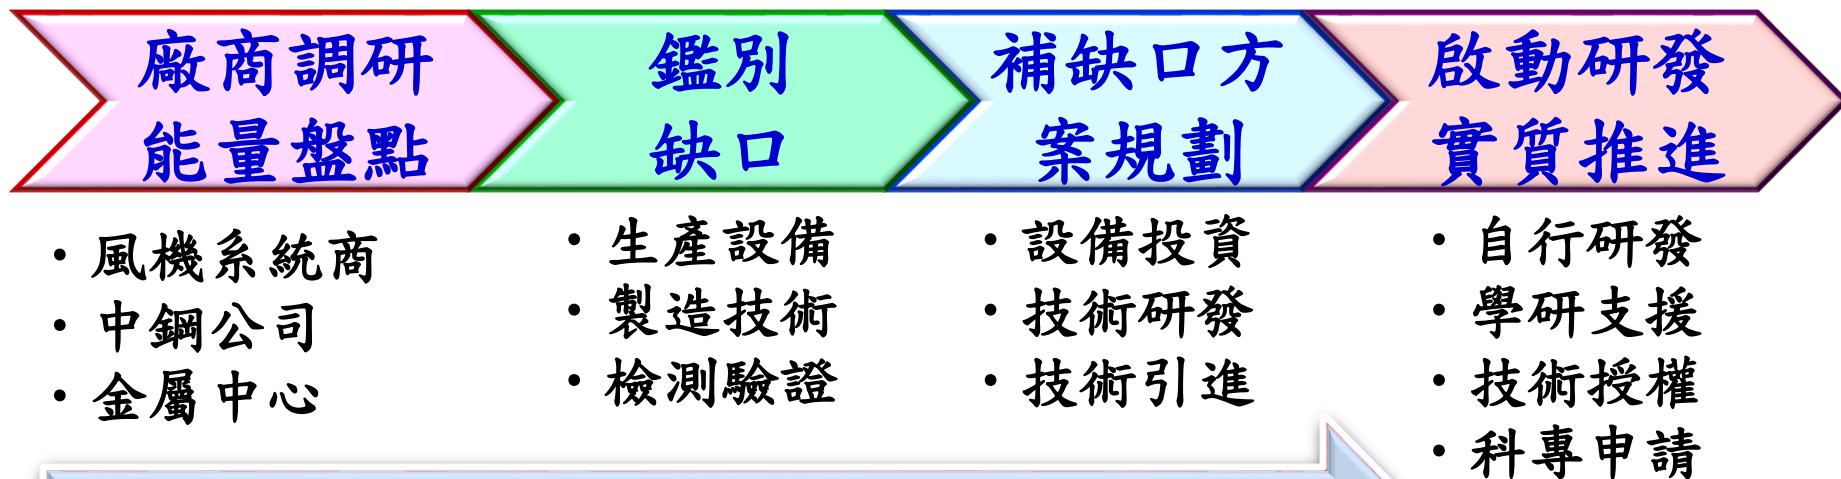 廠商調研
能量盤點
鑑別
缺口
補缺口方
案規劃
啟動研發
實質推進
• 風機系統商
• 中鋼公司
• 金屬中心
• 生產設備
• 製造技術
• 檢測驗證
• 設備投資
• 技術研發
• 技術引進
• 自行研發
• 學研支援
• 技術授權
• 科專申請